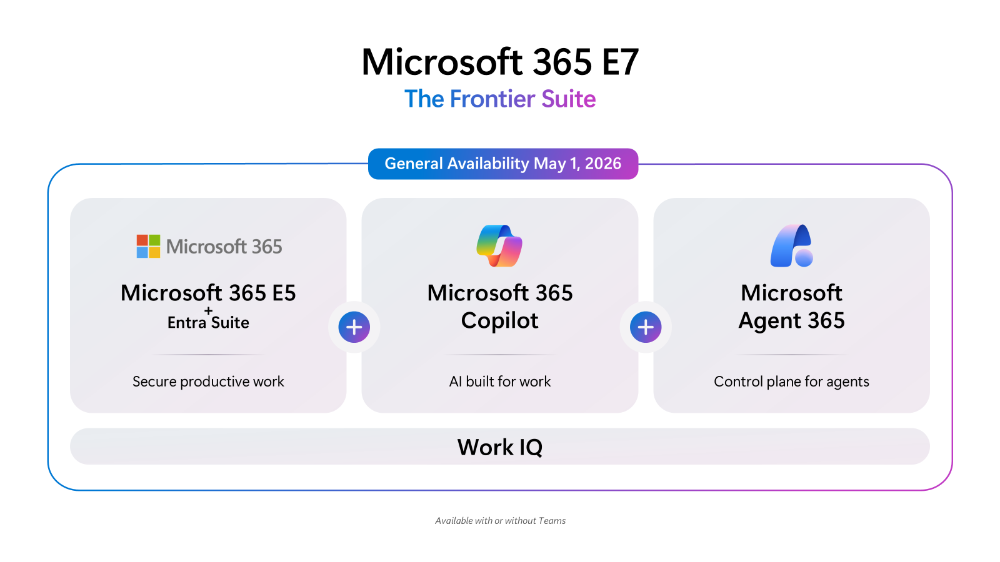 Microsoft 365 E7
The Frontier Suite
General Availability May 1, 2026
Microsoft 365
Microsoft 365 E5
+
Entra Suite
Secure productive work
+
Microsoft 365
Copilot
AI built for work
+
Microsoft
Agent 365
Control plane for agents
Work IQ
Available with or without Teams